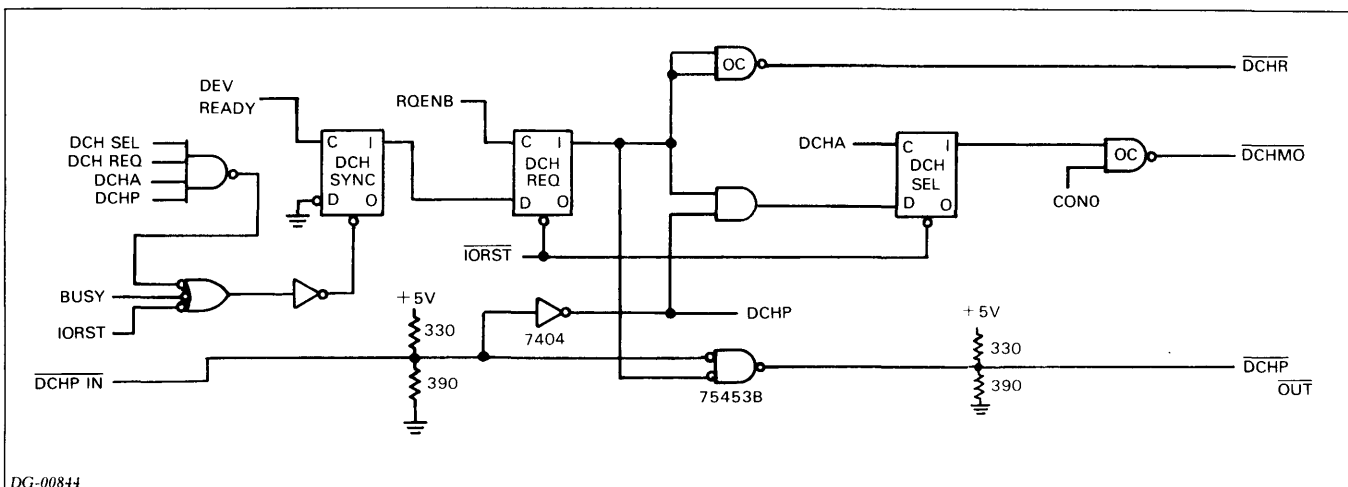 DEV
READY
DCH SEL
DCH REQ
DCHA
DCHP
C I
DCH
SYNC
D O
RQENB
C I
DCH
REQ
D O
OC
DCHR
DCHA
C I
DCH
SEL
D O
OC
DCHMO
CONO
IORST
BUSY
IORST
+5V
330
390
7404
DCHP
DCHP IN
75453B
+5V
330
390
DCHP
OUT
DG-00844